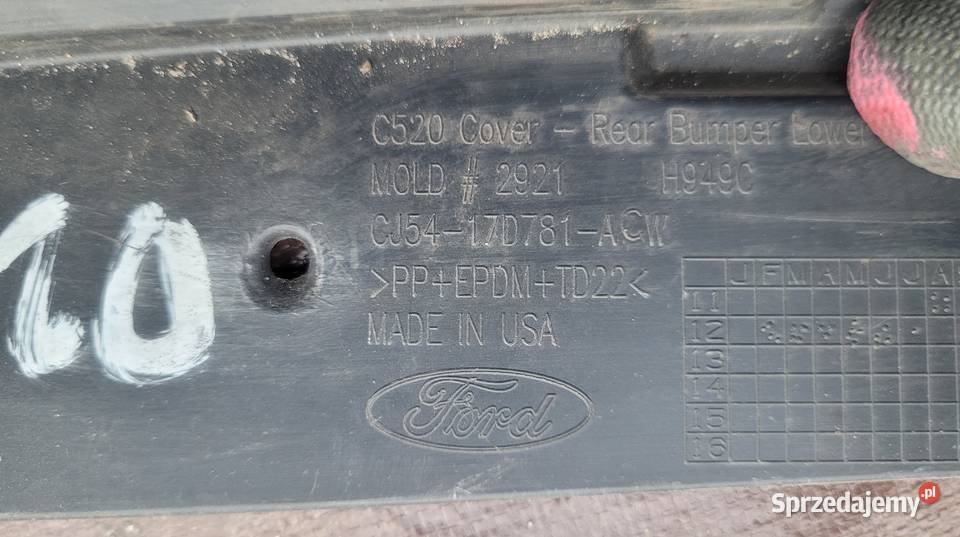 C520 Cover - Rear Bumper Lower
MOLD # 2921 H949C
CJ54-17D781-ACW
>PP+EPDM+TD22<
MADE IN USA
Ford
J F M A M J J A
11
12
13
14
15
16
Sprzedajemy.pl